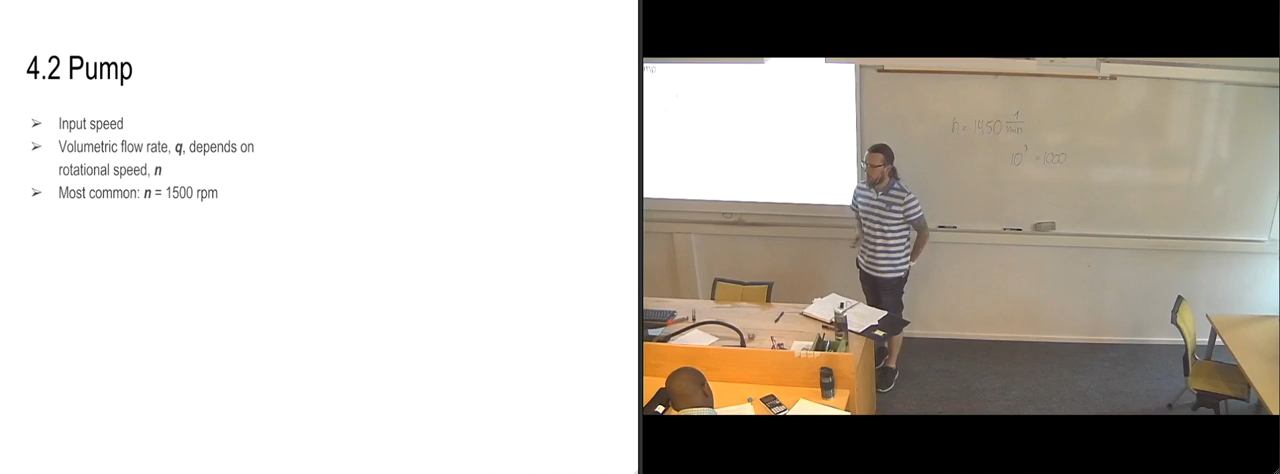 4.2 Pump
➢ Input speed
➢ Volumetric flow rate, q, depends on
rotational speed, n
➢ Most common: n = 1500 rpm
n = 1450 1/min
10³ = 1000